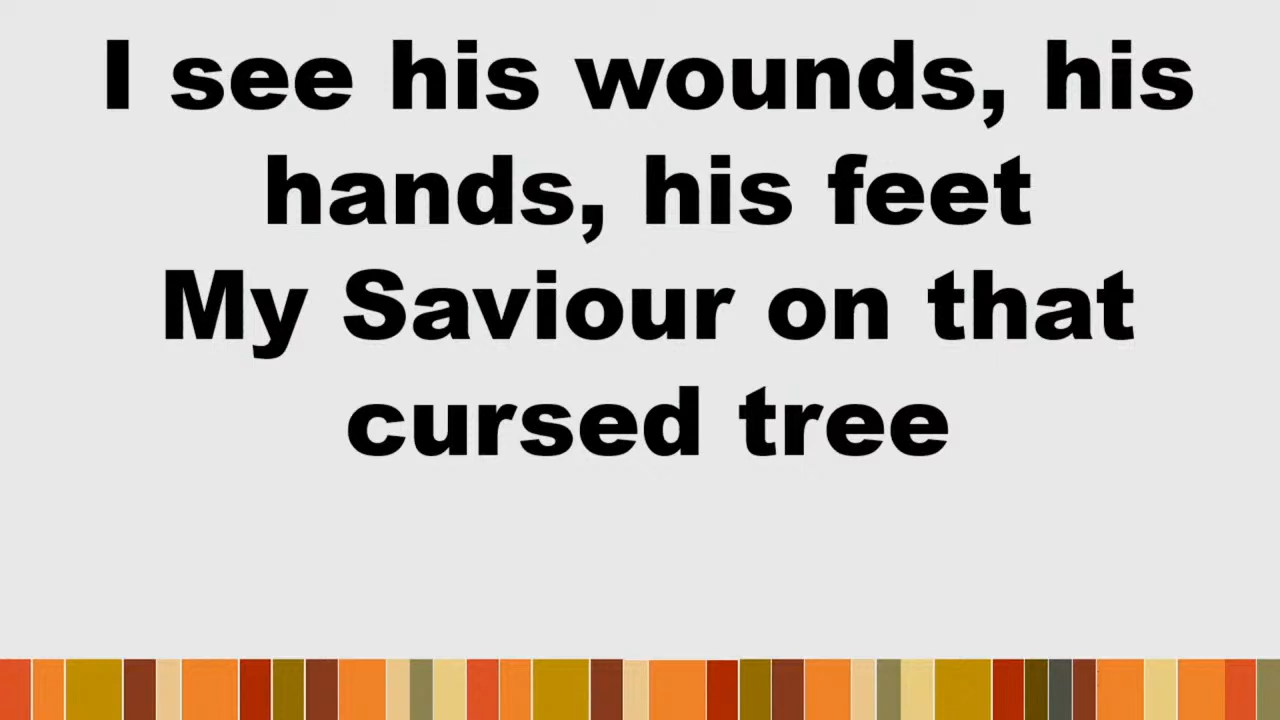 I see his wounds, his
hands, his feet
My Saviour on that
cursed tree